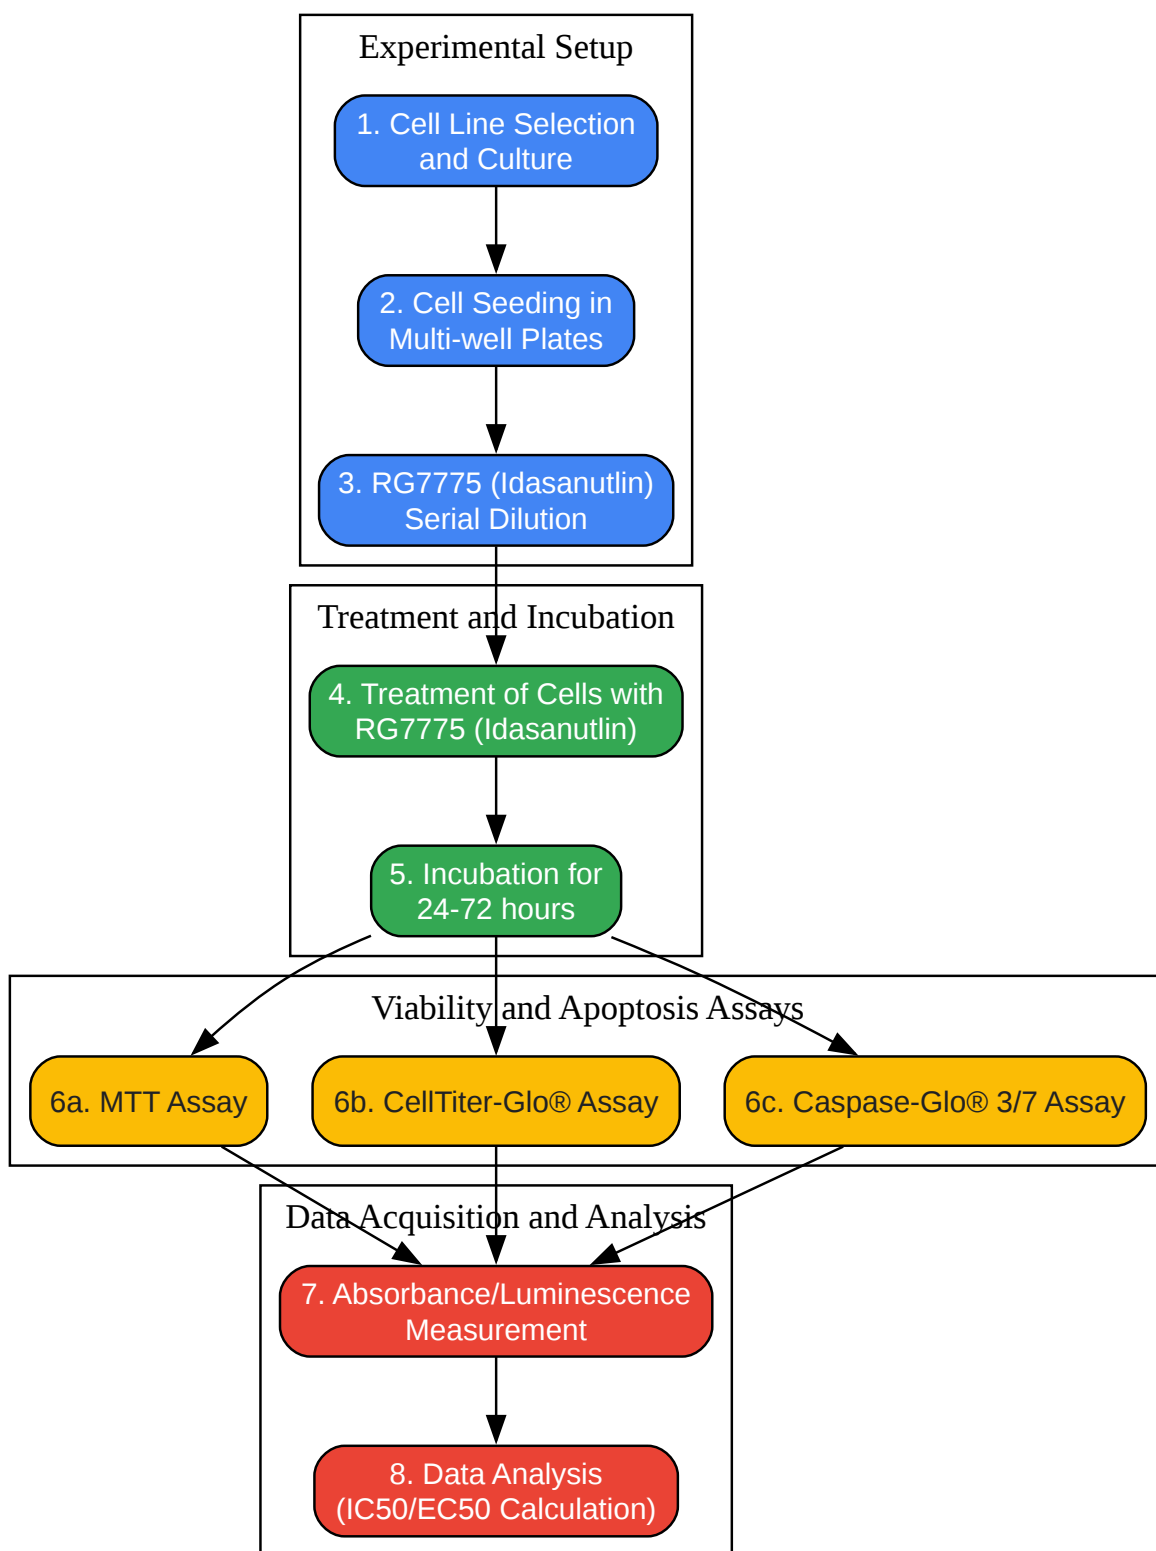 Experimental Setup
1. Cell Line Selection
and Culture
2. Cell Seeding in
Multi-well Plates
3. RG7775 (Idasanutlin)
Serial Dilution
Treatment and Incubation
4. Treatment of Cells with
RG7775 (Idasanutlin)
5. Incubation for
24-72 hours
Viability and Apoptosis Assays
6a. MTT Assay
6b. CellTiter-Glo® Assay
6c. Caspase-Glo® 3/7 Assay
Data Acquisition and Analysis
7. Absorbance/Luminescence
Measurement
8. Data Analysis
(IC50/EC50 Calculation)